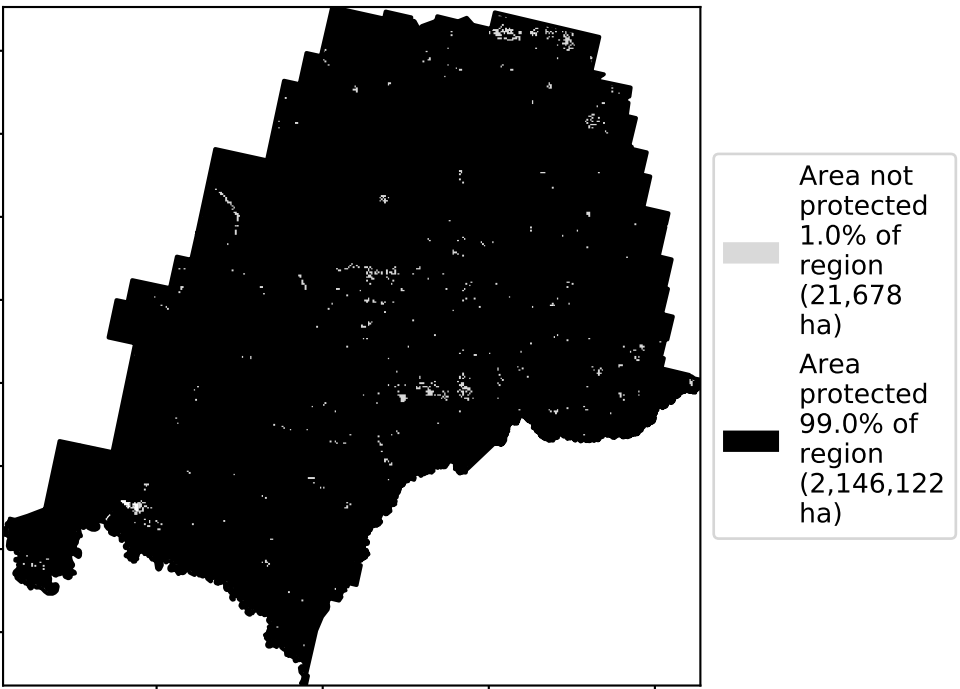 Area not
protected
1.0% of
region
(21,678
ha)
Area
protected
99.0% of
region
(2,146,122
ha)